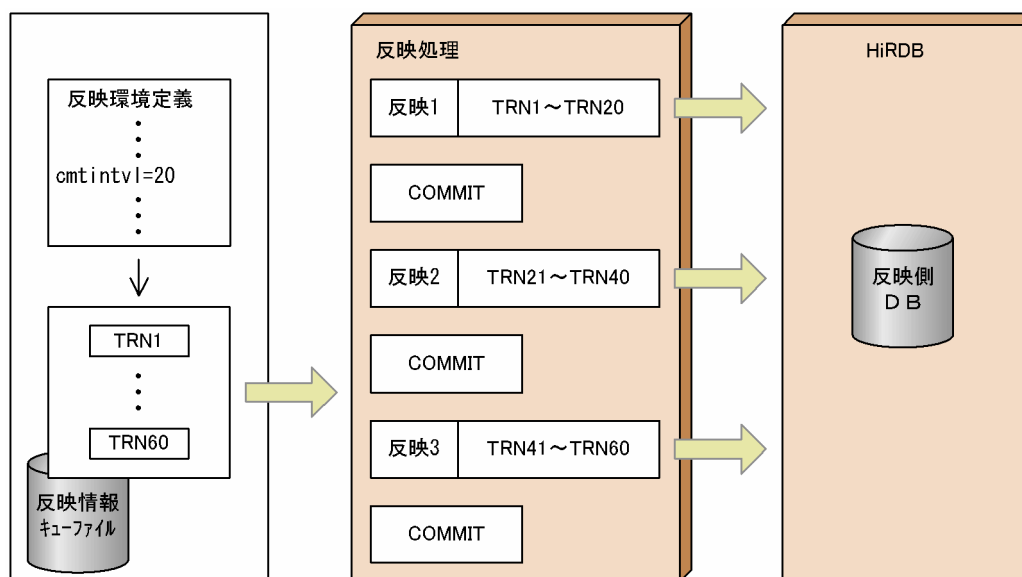 反映環境定義
cmtintvl=20
TRN1
TRN60
反映情報
キューファイル
反映処理
反映1 TRN1～TRN20
COMMIT
反映2 TRN21～TRN40
COMMIT
反映3 TRN41～TRN60
COMMIT
HiRDB
反映側
ＤＢ